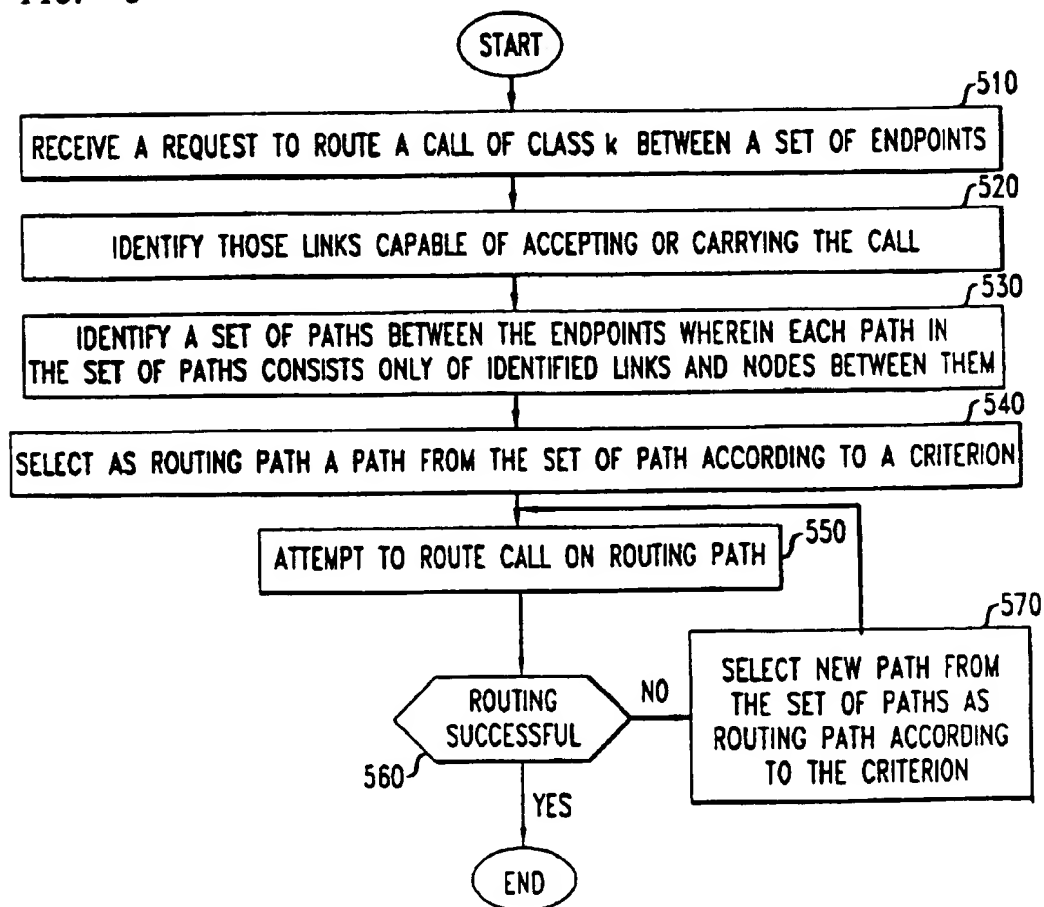 START
510
RECEIVE A REQUEST TO ROUTE A CALL OF CLASS k BETWEEN A SET OF ENDPOINTS
520
IDENTIFY THOSE LINKS CAPABLE OF ACCEPTING OR CARRYING THE CALL
530
IDENTIFY A SET OF PATHS BETWEEN THE ENDPOINTS WHEREIN EACH PATH IN
THE SET OF PATHS CONSISTS ONLY OF IDENTIFIED LINKS AND NODES BETWEEN THEM
540
SELECT AS ROUTING PATH A PATH FROM THE SET OF PATH ACCORDING TO A CRITERION
ATTEMPT TO ROUTE CALL ON ROUTING PATH
550
570
SELECT NEW PATH FROM
THE SET OF PATHS AS
ROUTING PATH ACCORDING
TO THE CRITERION
NO
ROUTING
SUCCESSFUL
560
YES
END